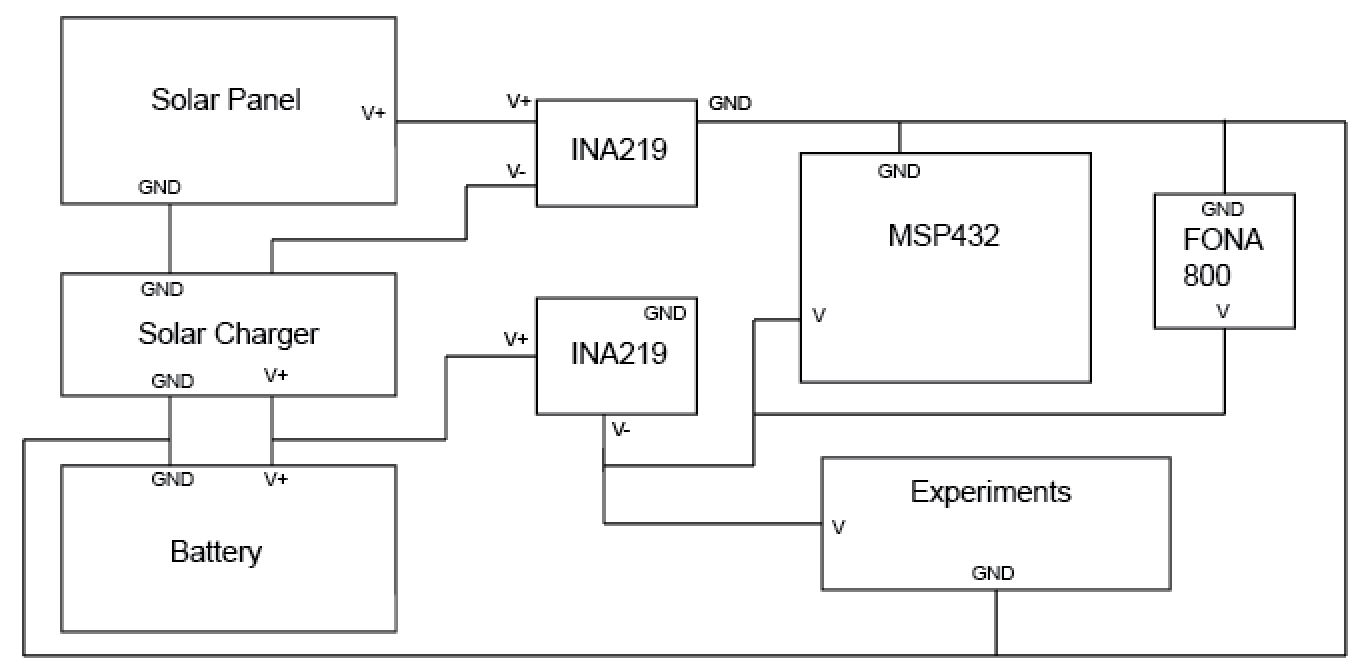 Solar Panel
V+
GND
V+
INA219
V-
GND
GND
MSP432
V
GND
FONA
800
V
GND
Solar Charger
GND
V+
GND
V+
INA219
V-
GND
V+
Battery
Experiments
V
GND